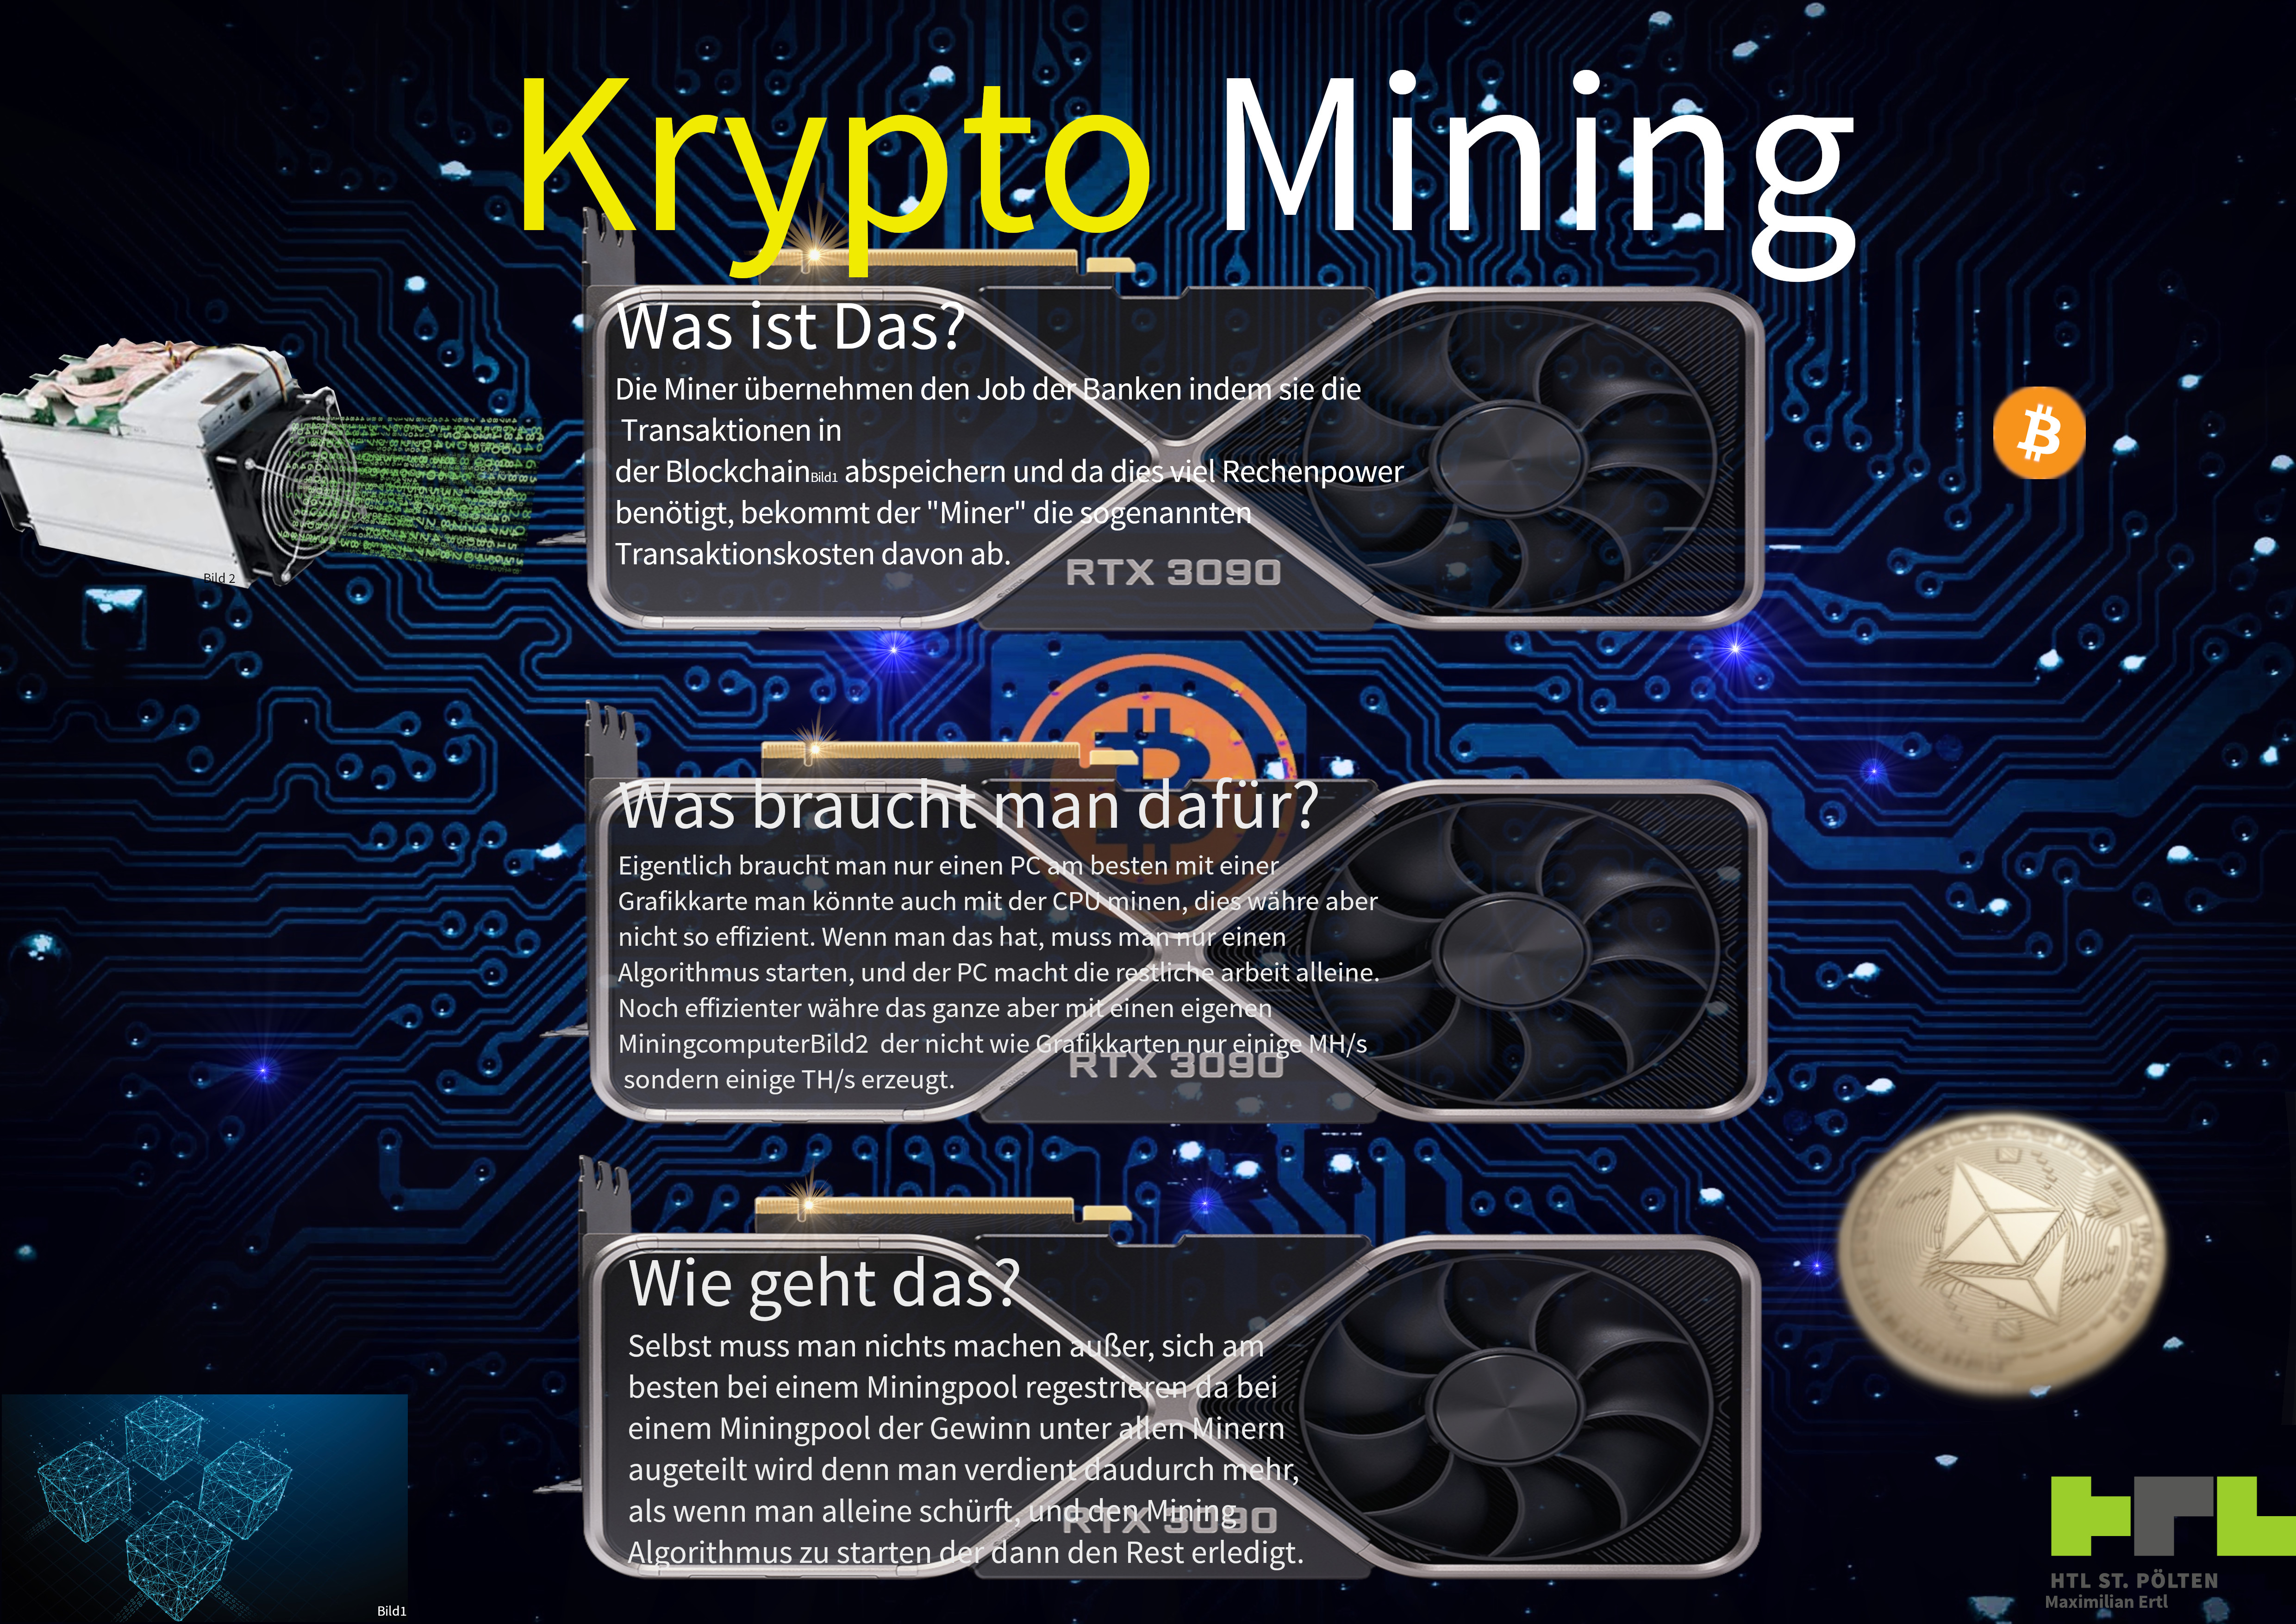 Krypto Mining
Was ist Das?
Die Miner übernehmen den Job der Banken indem sie die
Transaktionen in
der BlockchainBild1 abspeichern und da dies viel Rechenpower
benötigt, bekommt der "Miner" die sogenannten
Transaktionskosten davon ab.
RTX 3090
Bild 2
Was braucht man dafür?
Eigentlich braucht man nur einen PC am besten mit einer
Grafikkarte man könnte auch mit der CPU minen, dies währe aber
nicht so effizient. Wenn man das hat, muss man nur einen
Algorithmus starten, und der PC macht die restliche arbeit alleine.
Noch effizienter währe das ganze aber mit einen eigenen
MiningcomputerBild2 der nicht wie Grafikkarten nur einige MH/s
sondern einige TH/s erzeugt.
RTX 3090
Wie geht das?
Selbst muss man nichts machen außer, sich am
besten bei einem Miningpool regestrieren da bei
einem Miningpool der Gewinn unter allen Minern
augeteilt wird denn man verdient daudurch mehr,
als wenn man alleine schürft, und den Mining
Algorithmus zu starten der dann den Rest erledigt.
RTX 3090
Bild1
HTL
HTL ST. PÖLTEN
Maximilian Ertl